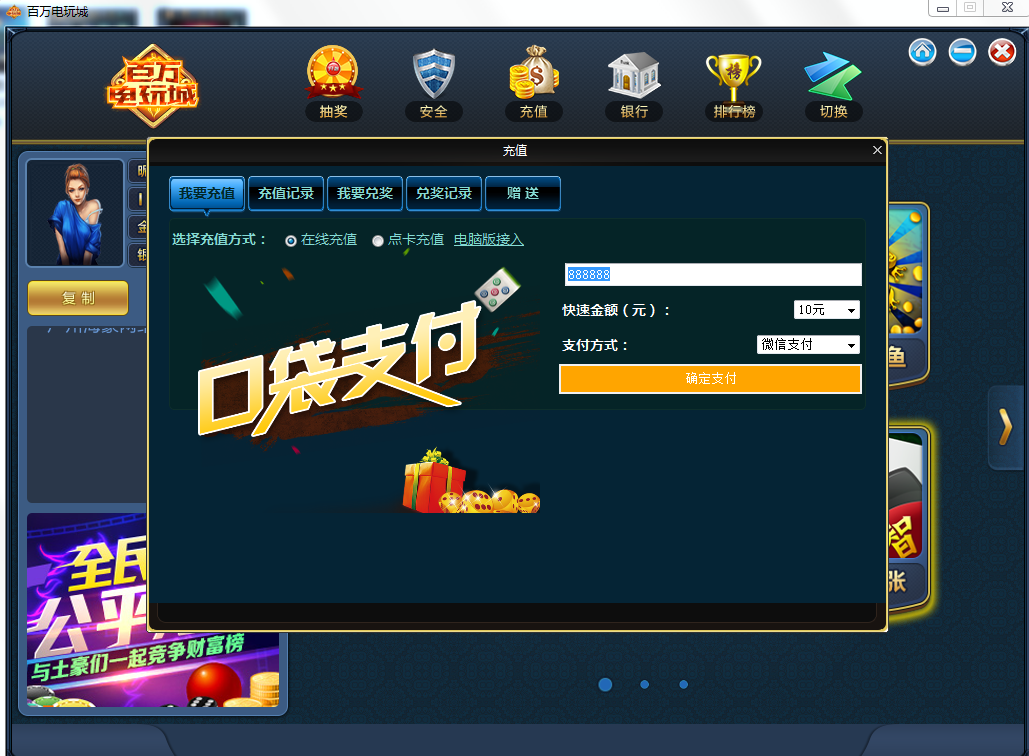 百万电玩城
百万
电玩城
抽奖
安全
充值
银行
排行榜
切换
榜
充值
我要充值
充值记录
我要兑奖
兑奖记录
赠 送
选择充值方式：
在线充值
点卡充值
电脑版接入
888888
快速金额（元）：
10元
支付方式：
微信支付
确定支付
口袋支付
复 制
全民
公平
与土豪们一起竞争财富榜
鱼
智
张